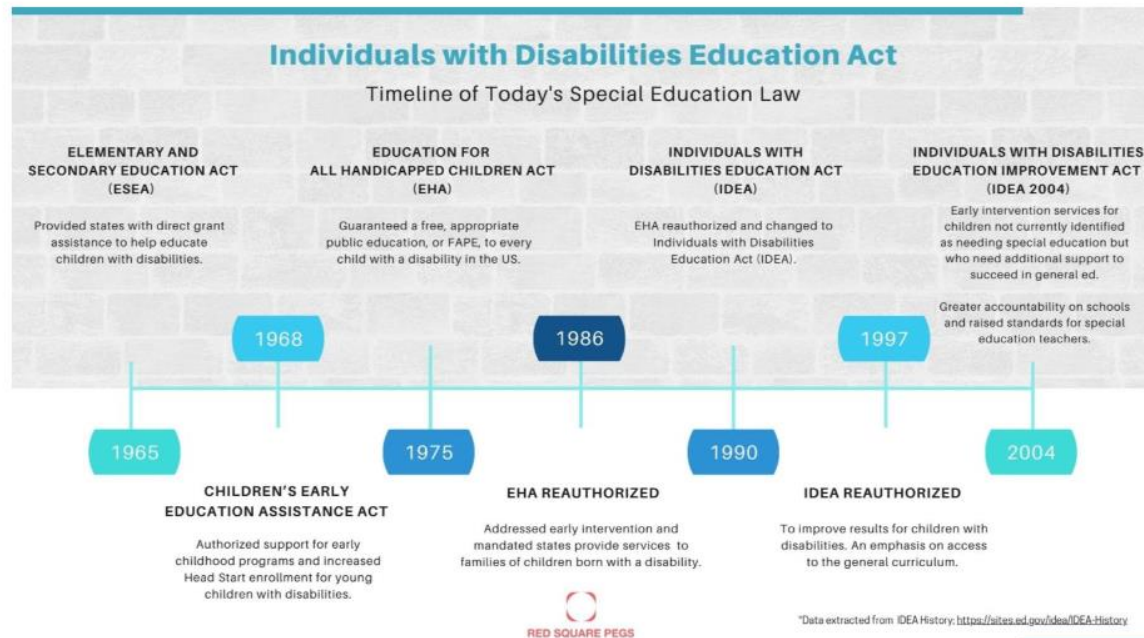 Individuals with Disabilities Education Act
Timeline of Today's Special Education Law
ELEMENTARY AND
SECONDARY EDUCATION ACT
(ESEA)
Provided states with direct grant
assistance to help educate
children with disabilities.
EDUCATION FOR
ALL HANDICAPPED CHILDREN ACT
(EHA)
Guaranteed a free, appropriate
public education, or FAPE, to every
child with a disability in the US.
INDIVIDUALS WITH
DISABILITIES EDUCATION ACT
(IDEA)
EHA reauthorized and changed to
Individuals with Disabilities
Education Act (IDEA).
INDIVIDUALS WITH DISABILITIES
EDUCATION IMPROVEMENT ACT
(IDEA 2004)
Early intervention services for
children not currently identified
as needing special education but
who need additional support to
succeed in general ed.
Greater accountability on schools
and raised standards for special
education teachers.
1968
1986
1997
1965
1975
1990
2004
CHILDREN'S EARLY
EDUCATION ASSISTANCE ACT
Authorized support for early
childhood programs and increased
Head Start enrollment for young
children with disabilities.
EHA REAUTHORIZED
Addressed early intervention and
mandated states provide services to
families of children born with a disability.
IDEA REAUTHORIZED
To improve results for children with
disabilities. An emphasis on access
to the general curriculum.
RED SQUARE PEGS
*Data extracted from IDEA History: https://sites.ed.gov/idea/IDEA-History